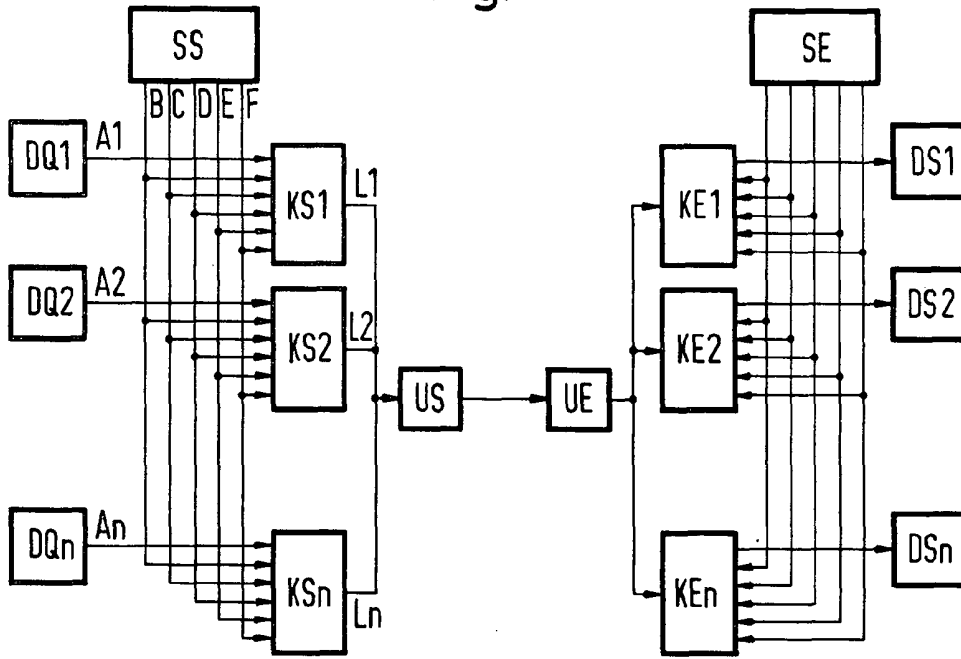 g.
SS
SE
B C D E F
DQ1
A1
KS1
L1
KE1
DS1
DQ2
A2
KS2
L2
KE2
DS2
US
UE
DQn
An
KSn
Ln
KEn
DSn